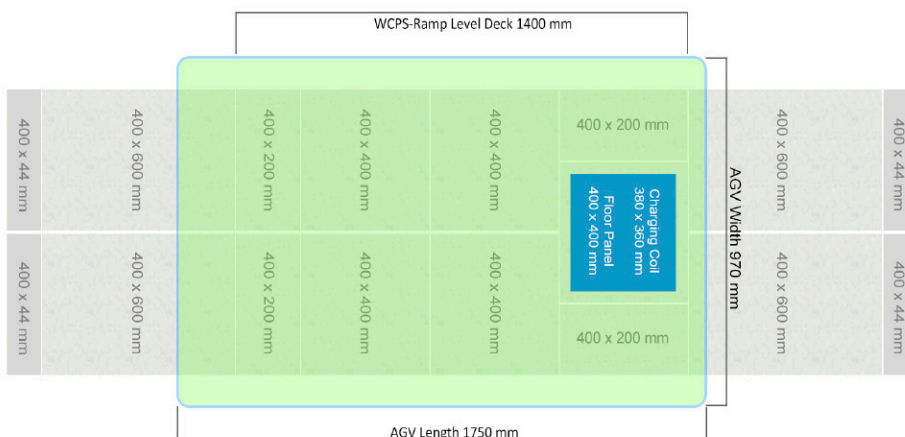 WCPS-Ramp Level Deck 1400 mm
400 x 44 mm
400 x 600 mm
400 x 200 mm
400 x 400 mm
400 x 400 mm
400 x 200 mm
400 x 600 mm
400 x 44 mm
Charging Coil
380 x 360 mm
Floor Panel
400 x 400 mm
AGV Width 970 mm
400 x 44 mm
400 x 600 mm
400 x 200 mm
400 x 400 mm
400 x 400 mm
400 x 200 mm
400 x 600 mm
400 x 44 mm
AGV Length 1750 mm